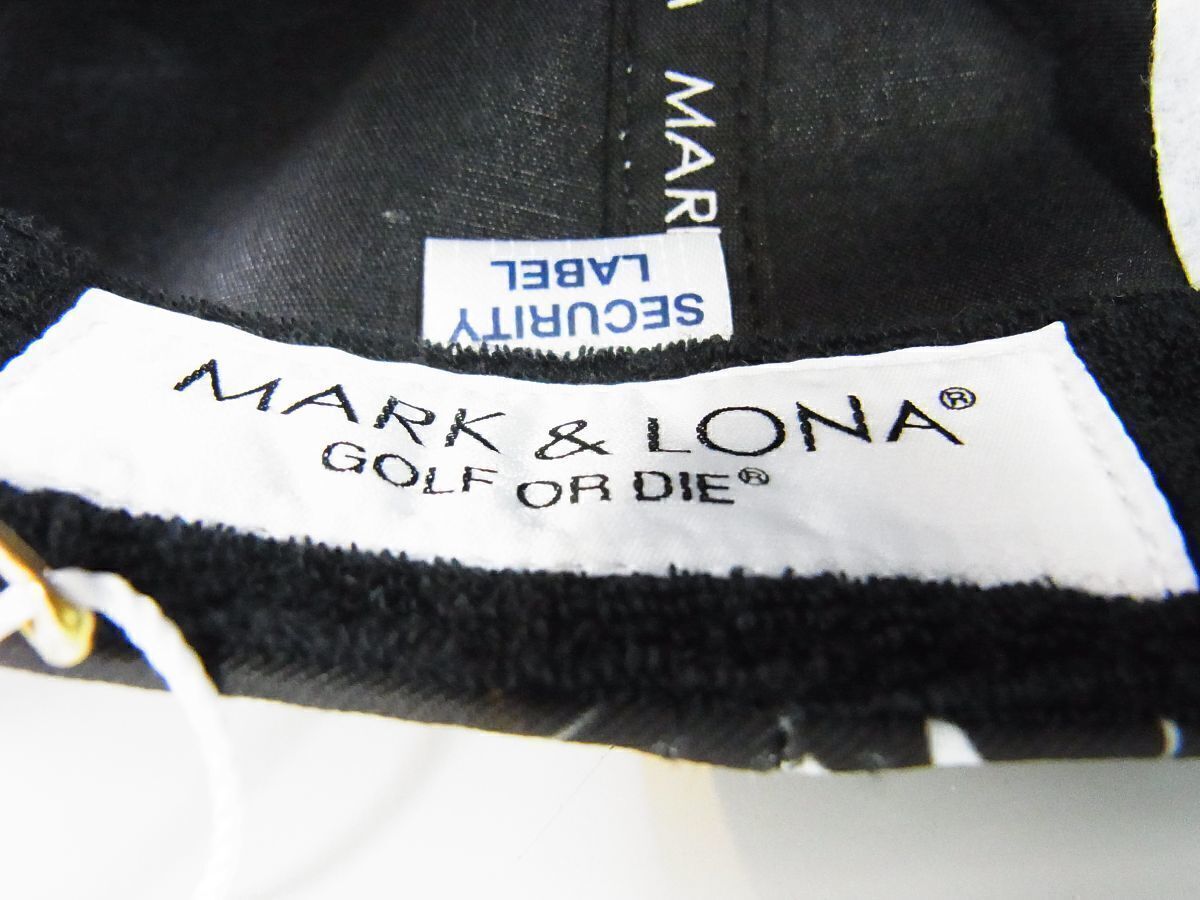 MAR
SECURITY
LABEL
MARK & LONA®
GOLF OR DIE®